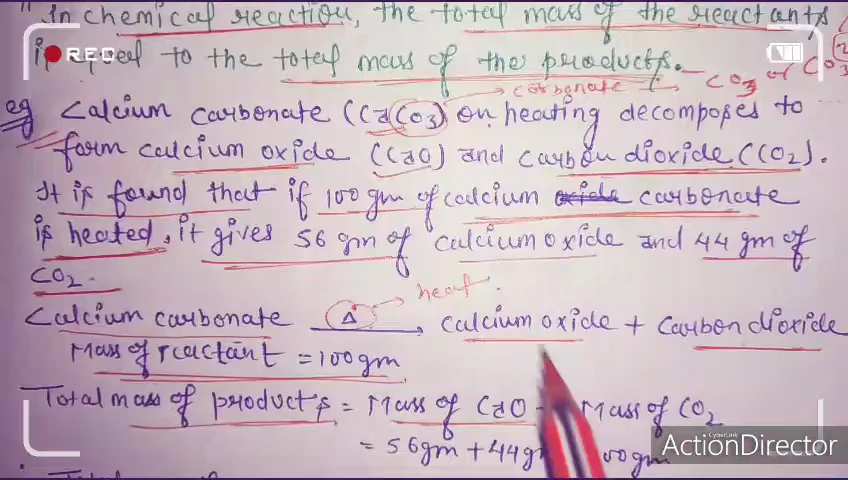 "In chemical reaction, the total mass of the reactants
is equal to the total mass of the products.
REC
carbonate - CO3 or CO3
eg Calcium carbonate (CaCO3) on heating decomposes to
form calcium oxide (CaO) and carbon dioxide (CO2).
It is found that if 100 gm of calcium oxide carbonate
is heated, it gives 56 gm of calcium oxide and 44 gm of
CO2.
heat.
Calcium carbonate Δ → calcium oxide + Carbon dioxide
Mass of reactant = 100gm
Total mass of products = Mass of CaO Mass of CO2
= 56gm + 44g 00gm
CyberLink
ActionDirector